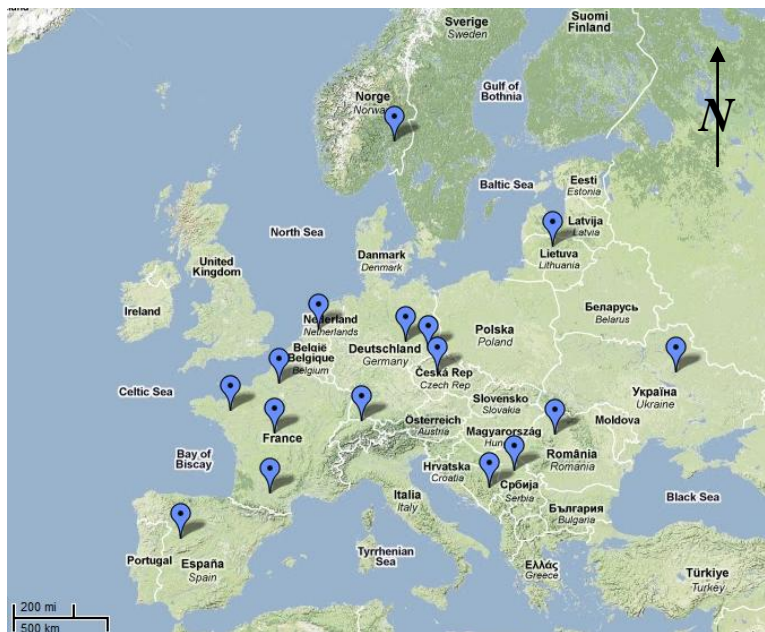 Sverige
Sweden
Suomi
Finland
Norge
Norwa
Gulf of
Bothnia
N
Eesti
Estonia
Baltic Sea
Latvija
Latvia
North Sea
Danmark
Denmark
Lietuva
Lithuania
United
Kingdom
Ireland
Беларусь
Belarus
Nederland
Netherlands
Polska
Poland
België
Belgique
Belgium
Deutschland
Germany
Česká Rep
Czech Rep
Celtic Sea
Україна
Ukraine
Slovensko
Slovakia
Österreich
Austria
Magyarország
Hun
Moldova
France
Bay of
Biscay
România
Romania
Hrvatska
Croatia
Србија
Serbia
Italia
Italy
Black Sea
България
Bulgaria
Portugal
España
Spain
Tyrrhenian
Sea
Ελλάς
Greece
Türkiye
Turkey
200 mi
500 km